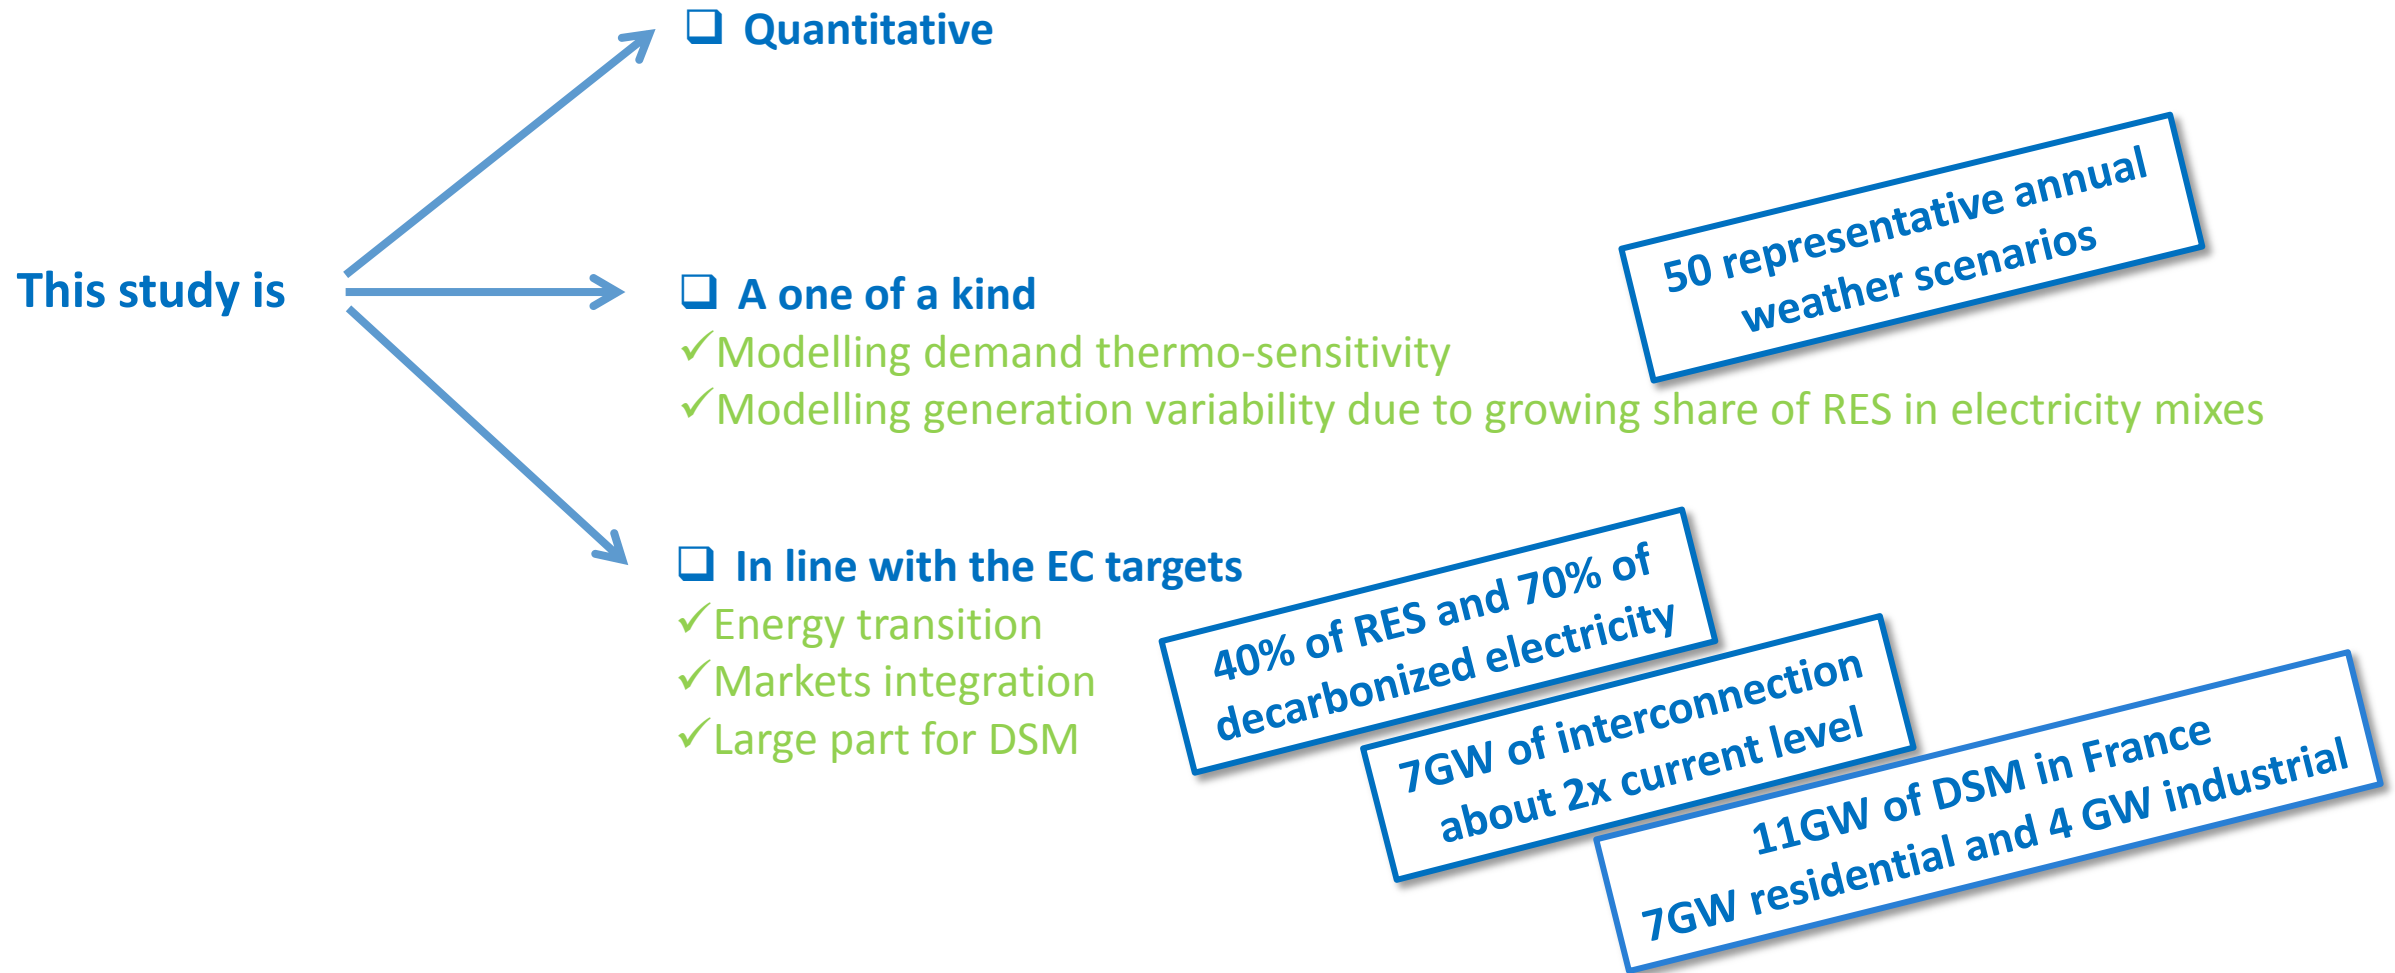 ❑ Quantitative
This study is
❑ A one of a kind
✓Modelling demand thermo-sensitivity
✓Modelling generation variability due to growing share of RES in electricity mixes
50 representative annual
weather scenarios
❑ In line with the EC targets
✓Energy transition
✓Markets integration
✓Large part for DSM
40% of RES and 70% of
decarbonized electricity
7GW of interconnection
about 2x current level
11GW of DSM in France
7GW residential and 4 GW industrial